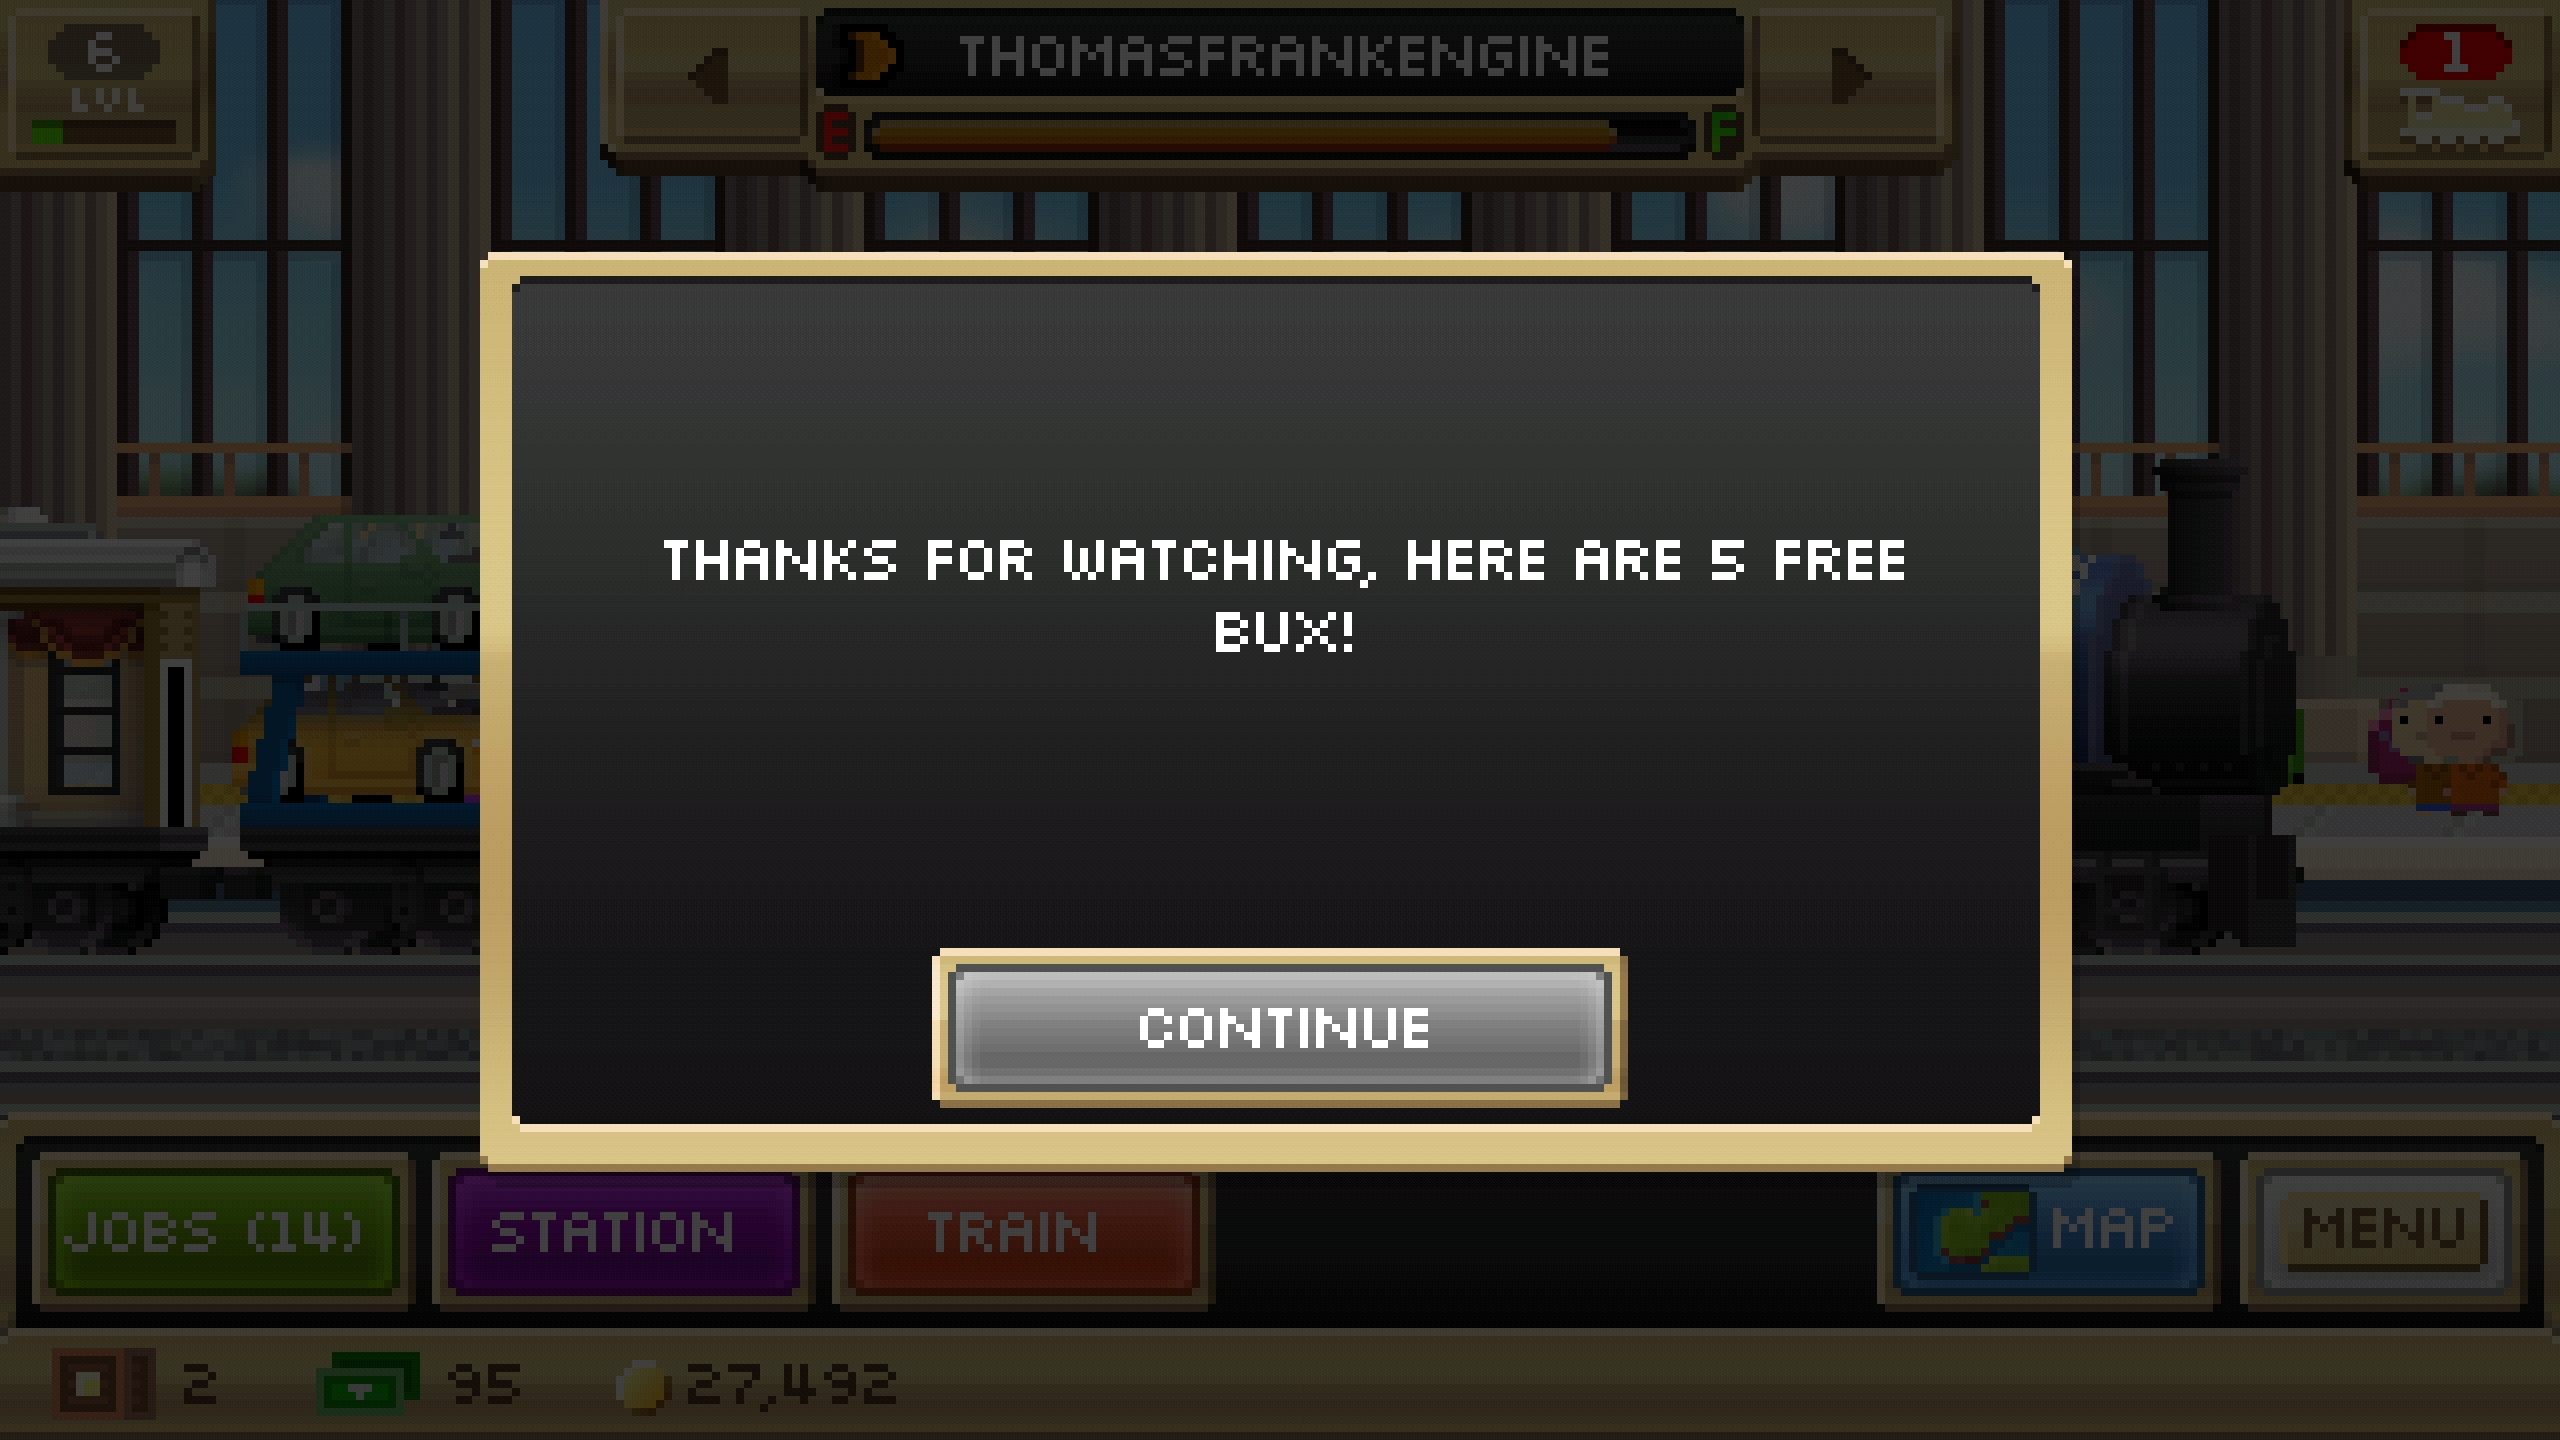 6
LVL
THOMASFRANKENGINE
E
F
1
THANKS FOR WATCHING, HERE ARE 5 FREE
BUX!
CONTINUE
JOBS (14)
STATION
TRAIN
MAP
MENU
2
95
27,492